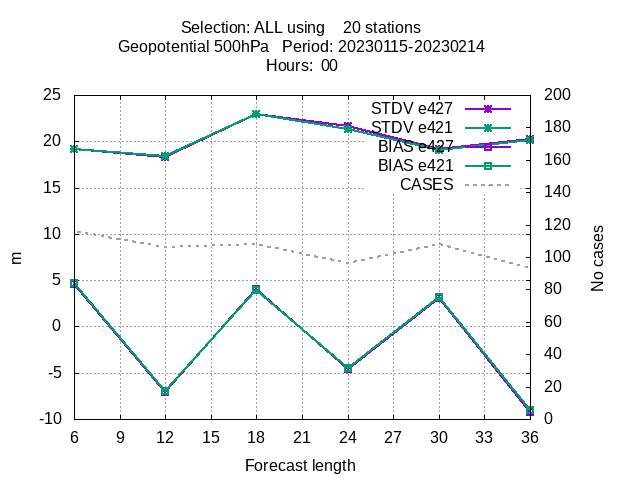 Selection: ALL using    20 stations
Geopotential 500hPa   Period: 20230115-20230214
Hours:  00
25
20
15
10
5
0
-5
-10
m
200
180
160
140
120
100
80
60
40
20
0
No cases
STDV e427
STDV e421
BIAS e427
BIAS e421
CASES
6 9 12 15 18 21 24 27 30 33 36
Forecast length